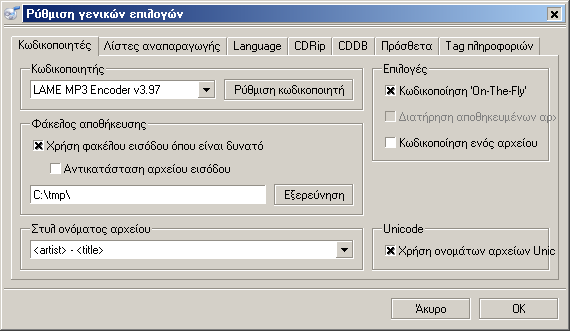 Ρύθμιση γενικών επιλογών
Κωδικοποιητές Λίστες αναπαραγωγής Language CDRip CDDB Πρόσθετα Tag πληροφοριών
Κωδικοποιητής
LAME MP3 Encoder v3.97 Ρύθμιση κωδικοποιητή
Φάκελος αποθήκευσης
Χρήση φακέλου εισόδου όπου είναι δυνατό
Αντικατάσταση αρχείου εισόδου
C:\tmp\ Εξερεύνηση
Στυλ ονόματος αρχείου
<artist> - <title>
Επιλογές
Κωδικοποίηση 'On-The-Fly'
Διατήρηση αποθηκευμένων αρχ
Κωδικοποίηση ενός αρχείου
Unicode
Χρήση ονομάτων αρχείων Unic
Άκυρο OK